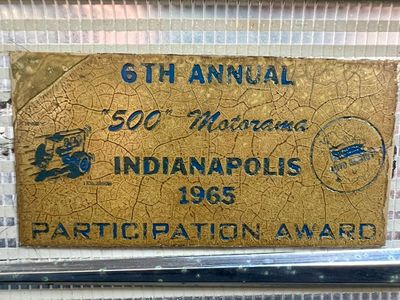 6TH ANNUAL
"500" Motorama
INDIANAPOLIS
1965
PARTICIPATION AWARD